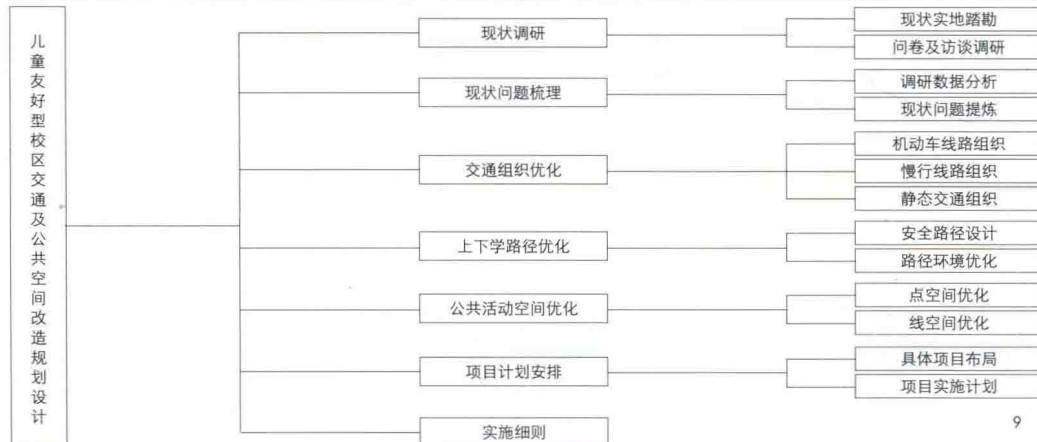 儿童友好型校区交通及公共空间改造规划设计
现状调研
现状实地踏勘
问卷及访谈调研
现状问题梳理
调研数据分析
现状问题提炼
交通组织优化
机动车线路组织
慢行线路组织
静态交通组织
上下学路径优化
安全路径设计
路径环境优化
公共活动空间优化
点空间优化
线空间优化
项目计划安排
具体项目布局
项目实施计划
实施细则
9